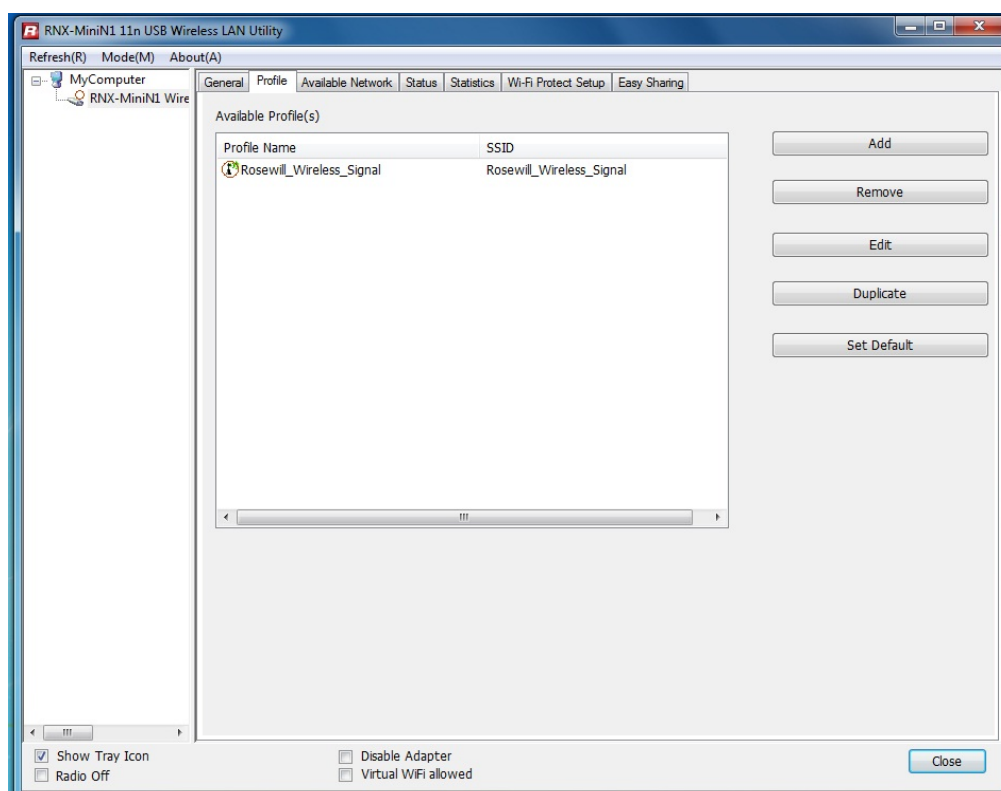 RNX-MiniN1 11n USB Wireless LAN Utility
Refresh(R) Mode(M) About(A)
MyComputer
RNX-MiniN1 Wire
General Profile Available Network Status Statistics Wi-Fi Protect Setup Easy Sharing
Available Profile(s)
Profile Name SSID
Rosewill_Wireless_Signal Rosewill_Wireless_Signal
Add
Remove
Edit
Duplicate
Set Default
Show Tray Icon Disable Adapter
Radio Off Virtual WiFi allowed
Close